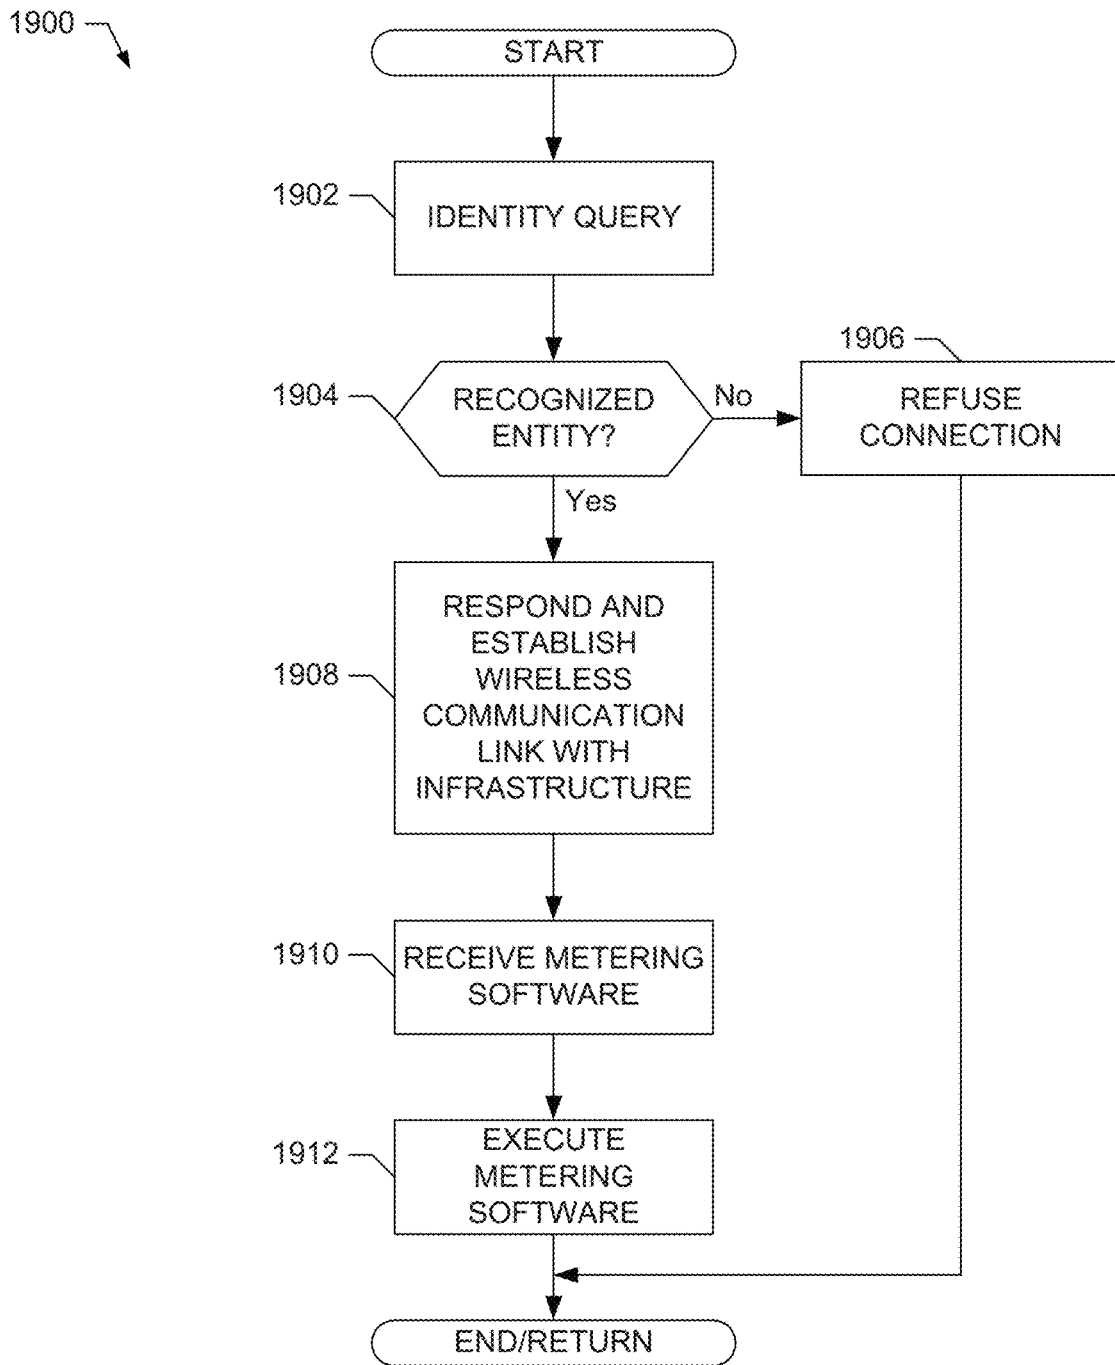 1900
START
1902
IDENTITY QUERY
1904
RECOGNIZED
ENTITY?
No
1906
REFUSE
CONNECTION
Yes
1908
RESPOND AND
ESTABLISH
WIRELESS
COMMUNICATION
LINK WITH
INFRASTRUCTURE
1910
RECEIVE METERING
SOFTWARE
1912
EXECUTE
METERING
SOFTWARE
END/RETURN